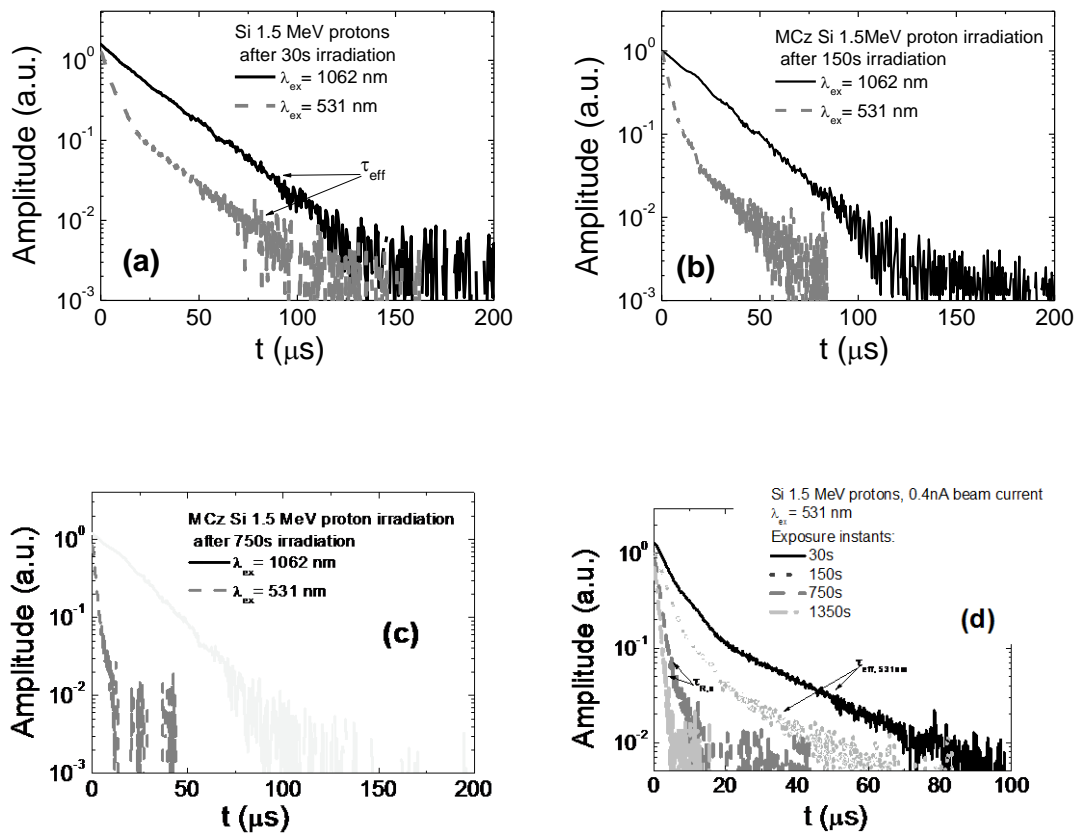 Si 1.5 MeV protons
after 30s irradiation
λex = 1062 nm
λex = 531 nm
τeff
(a)
Amplitude (a.u.)
10^0
10^-1
10^-2
10^-3
0 50 100 150 200
t (μs)
MCz Si 1.5MeV proton irradiation
after 150s irradiation
λex = 1062 nm
λex = 531 nm
(b)
Amplitude (a.u.)
10^0
10^-1
10^-2
10^-3
0 50 100 150 200
t (μs)
MCz Si 1.5 MeV proton irradiation
after 750s irradiation
λex = 1062 nm
λex = 531 nm
(c)
Amplitude (a.u.)
10^0
10^-1
10^-2
10^-3
0 50 100 150 200
t (μs)
Si 1.5 MeV protons, 0.4nA beam current
λex = 531 nm
Exposure instants:
30s
150s
750s
1350s
(d)
τeff, 531nm
Amplitude (a.u.)
10^0
10^-1
10^-2
0 20 40 60 80 100
t (μs)